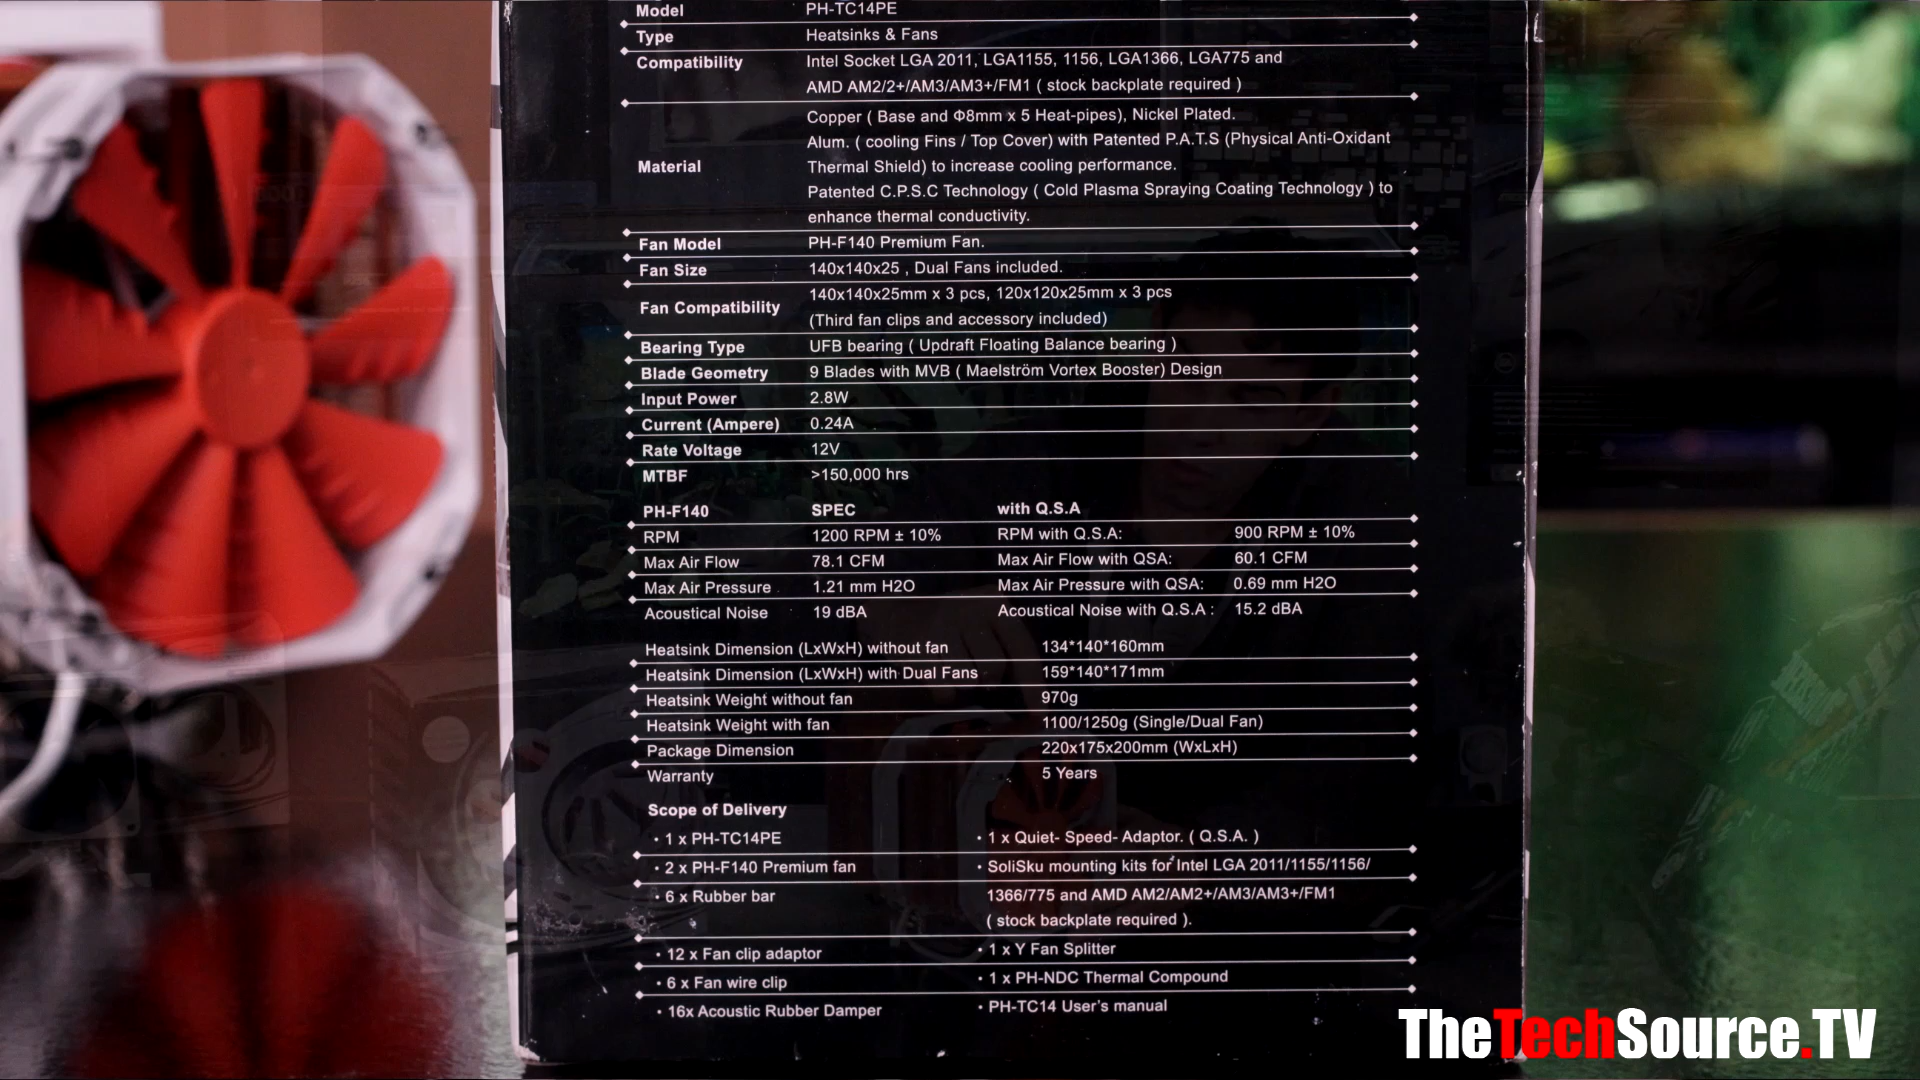 Model PH-TC14PE
Type Heatsinks & Fans
Compatibility Intel Socket LGA 2011, LGA1155, 1156, LGA1366, LGA775 and
AMD AM2/2+/AM3/AM3+/FM1 ( stock backplate required )
Copper ( Base and Φ8mm x 5 Heat-pipes), Nickel Plated.
Alum. ( cooling Fins / Top Cover) with Patented P.A.T.S (Physical Anti-Oxidant
Material Thermal Shield) to increase cooling performance.
Patented C.P.S.C Technology ( Cold Plasma Spraying Coating Technology ) to
enhance thermal conductivity.
Fan Model PH-F140 Premium Fan.
Fan Size 140x140x25 , Dual Fans included.
Fan Compatibility 140x140x25mm x 3 pcs, 120x120x25mm x 3 pcs
(Third fan clips and accessory included)
Bearing Type UFB bearing ( Updraft Floating Balance bearing )
Blade Geometry 9 Blades with MVB ( Maelström Vortex Booster) Design
Input Power 2.8W
Current (Ampere) 0.24A
Rate Voltage 12V
MTBF >150,000 hrs
PH-F140 SPEC with Q.S.A
RPM 1200 RPM ± 10% RPM with Q.S.A: 900 RPM ± 10%
Max Air Flow 78.1 CFM Max Air Flow with QSA: 60.1 CFM
Max Air Pressure 1.21 mm H2O Max Air Pressure with QSA: 0.69 mm H2O
Acoustical Noise 19 dBA Acoustical Noise with Q.S.A : 15.2 dBA
Heatsink Dimension (LxWxH) without fan 134*140*160mm
Heatsink Dimension (LxWxH) with Dual Fans 159*140*171mm
Heatsink Weight without fan 970g
Heatsink Weight with fan 1100/1250g (Single/Dual Fan)
Package Dimension 220x175x200mm (WxLxH)
Warranty 5 Years
Scope of Delivery
· 1 x PH-TC14PE · 1 x Quiet- Speed- Adaptor. ( Q.S.A. )
· 2 x PH-F140 Premium fan · SoliSku mounting kits for Intel LGA 2011/1155/1156/
· 6 x Rubber bar 1366/775 and AMD AM2/AM2+/AM3/AM3+/FM1
( stock backplate required ).
· 12 x Fan clip adaptor · 1 x Y Fan Splitter
· 6 x Fan wire clip · 1 x PH-NDC Thermal Compound
· 16x Acoustic Rubber Damper · PH-TC14 User's manual
TheTechSource.TV